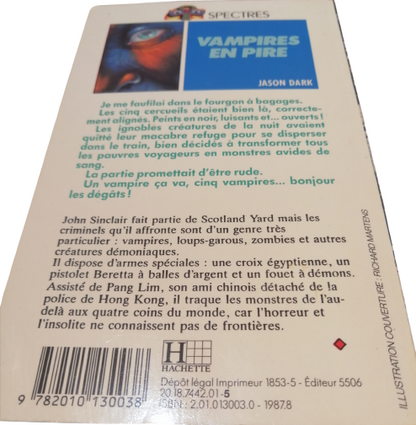 SPECTRES
VAMPIRES
EN PIRE
JASON DARK
Je me faufilai dans le fourgon à bagages.
Les cinq cercueils étaient bien là, correcte-
ment alignés. Peints en noir, luisants et... ouverts !
Les ignobles créatures de la nuit avaient
quitté leur macabre refuge pour se disperser
dans le train, bien décidés à transformer tous
les pauvres voyageurs en monstres avides de
sang.
La partie promettait d'être rude.
Un vampire ça va, cinq vampires... bonjour
les dégâts !
John Sinclair fait partie de Scotland Yard mais les
criminels qu'il affronte sont d'un genre très
particulier : vampires, loups-garous, zombies et autres
créatures démoniaques.
Il dispose d'armes spéciales : une croix égyptienne, un
pistolet Beretta à balles d'argent et un fouet à démons.
Assisté de Pang Lim, son ami chinois détaché de la
police de Hong Kong, il traque les monstres de l'au-
delà aux quatre coins du monde, car l'horreur et
l'insolite ne connaissent pas de frontières.
ILLUSTRATION COUVERTURE : RICHARD MARTENS
H
HACHETTE
9 782010 130038
Dépôt légal Imprimeur 1853-5 - Éditeur 5506
20.18.7442.01-5
ISBN : 2.01.013003.0 - 1987.8